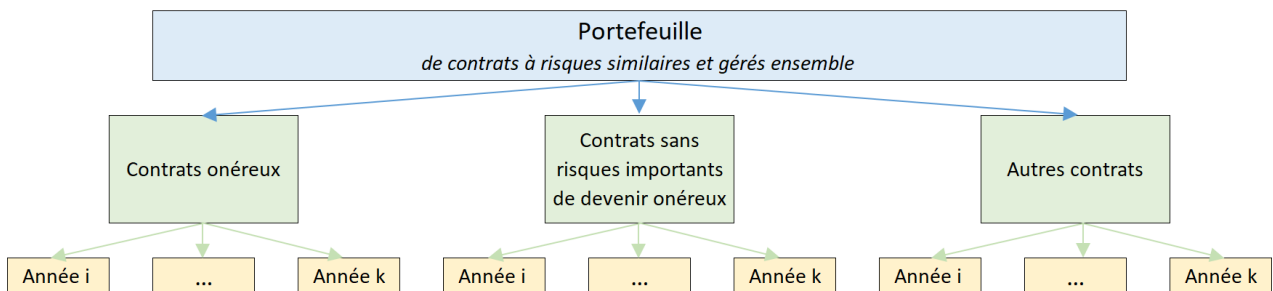 Portefeuille
de contrats à risques similaires et gérés ensemble
Contrats onéreux
Contrats sans
risques importants
de devenir onéreux
Autres contrats
Année i
...
Année k
Année i
...
Année k
Année i
...
Année k